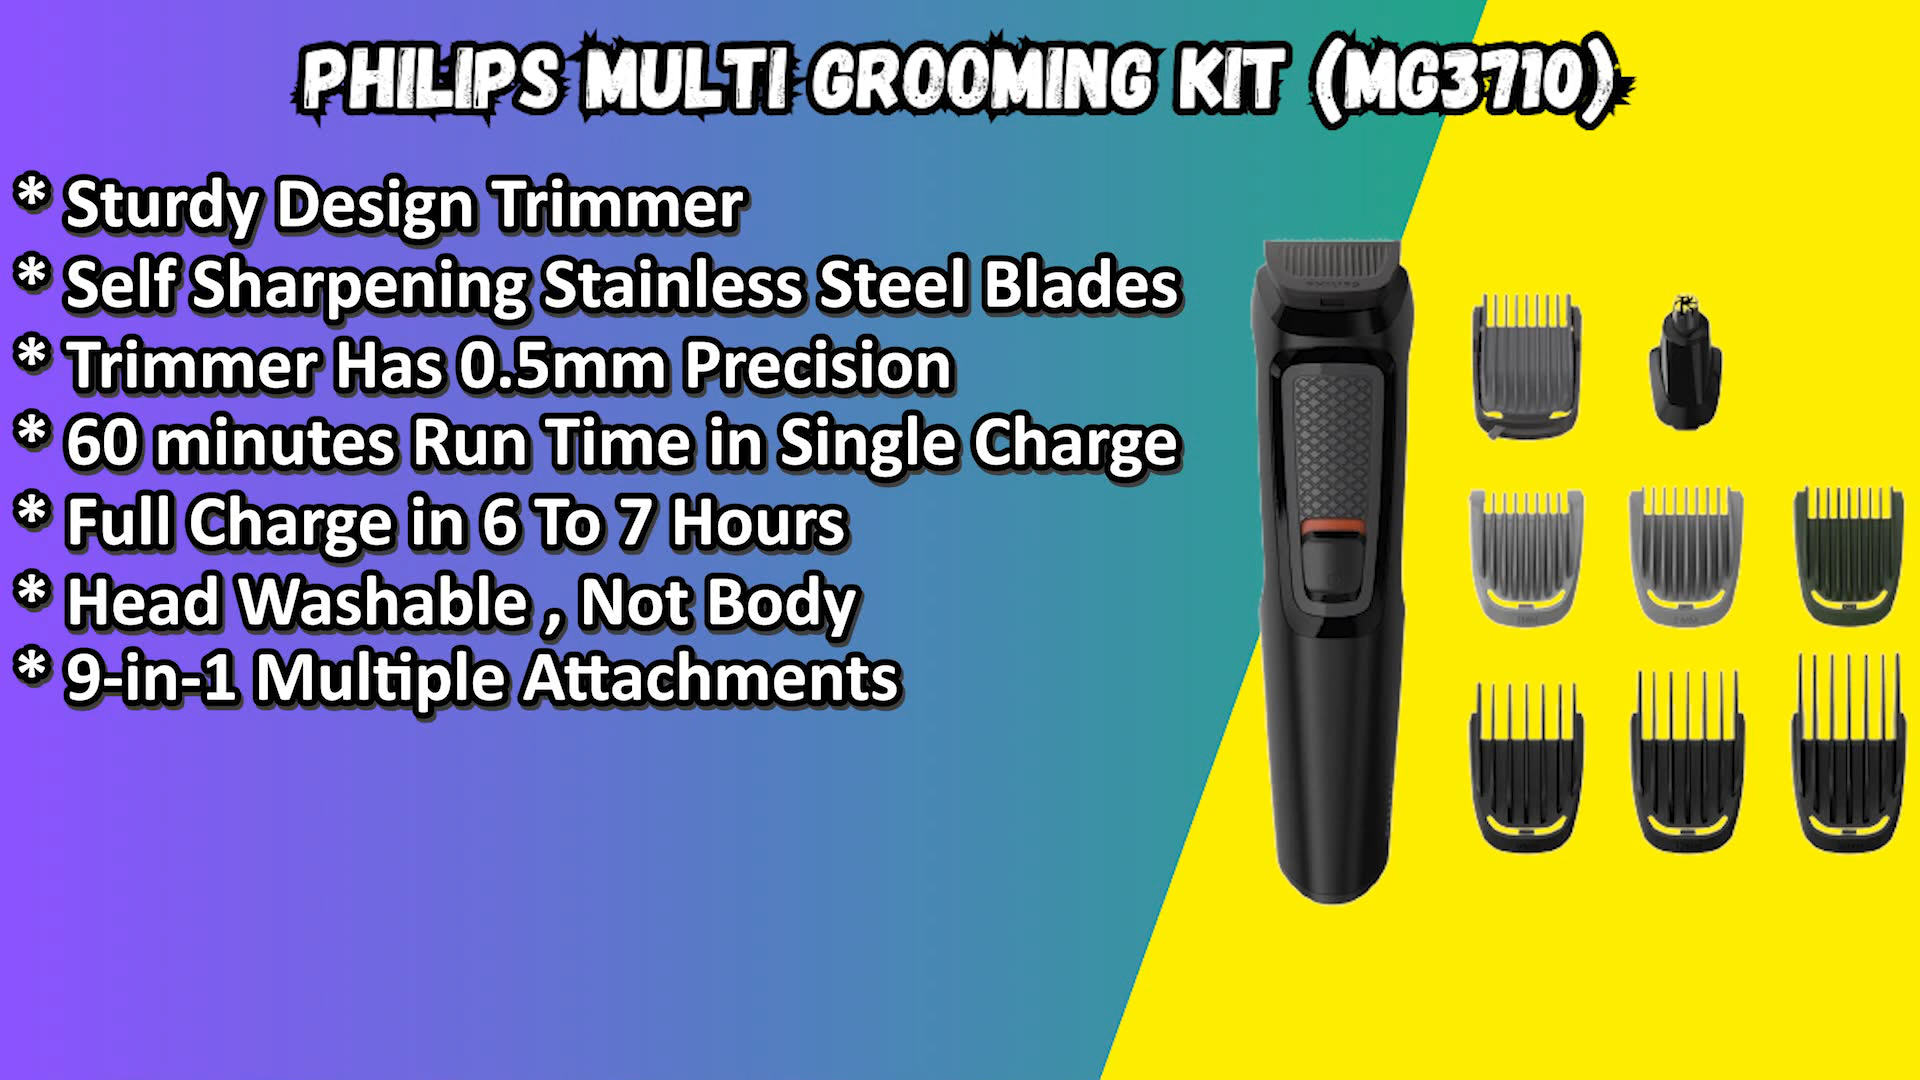 PHILIPS MULTI GROOMING KIT (MG3710)
* Sturdy Design Trimmer
* Self Sharpening Stainless Steel Blades
* Trimmer Has 0.5mm Precision
* 60 minutes Run Time in Single Charge
* Full Charge in 6 To 7 Hours
* Head Washable , Not Body
* 9-in-1 Multiple Attachments